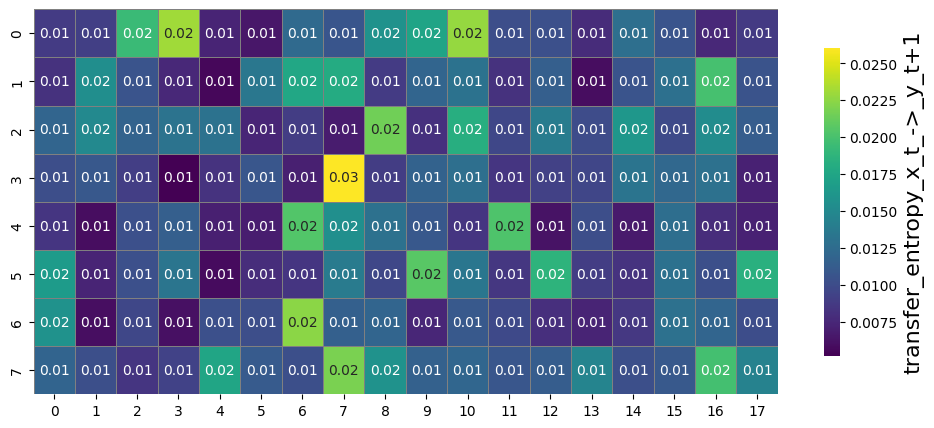 0 0.01 0.01 0.02 0.02 0.01 0.01 0.01 0.01 0.02 0.02 0.02 0.01 0.01 0.01 0.01 0.01 0.01 0.01
1 0.01 0.02 0.01 0.01 0.01 0.01 0.02 0.02 0.01 0.01 0.01 0.01 0.01 0.01 0.01 0.01 0.02 0.01
2 0.01 0.02 0.01 0.01 0.01 0.01 0.01 0.01 0.02 0.01 0.02 0.01 0.01 0.01 0.02 0.01 0.02 0.01
3 0.01 0.01 0.01 0.01 0.01 0.01 0.01 0.03 0.01 0.01 0.01 0.01 0.01 0.01 0.01 0.01 0.01 0.01
4 0.01 0.01 0.01 0.01 0.01 0.01 0.02 0.02 0.01 0.01 0.01 0.02 0.01 0.01 0.01 0.01 0.01 0.01
5 0.02 0.01 0.01 0.01 0.01 0.01 0.01 0.01 0.01 0.02 0.01 0.01 0.02 0.01 0.01 0.01 0.01 0.02
6 0.02 0.01 0.01 0.01 0.01 0.01 0.02 0.01 0.01 0.01 0.01 0.01 0.01 0.01 0.01 0.01 0.01 0.01
7 0.01 0.01 0.01 0.01 0.02 0.01 0.01 0.02 0.02 0.01 0.01 0.01 0.01 0.01 0.01 0.01 0.02 0.01
0 1 2 3 4 5 6 7 8 9 10 11 12 13 14 15 16 17
0.0250
0.0225
0.0200
0.0175
0.0150
0.0125
0.0100
0.0075
transfer_entropy_x_t_->_y_t+1